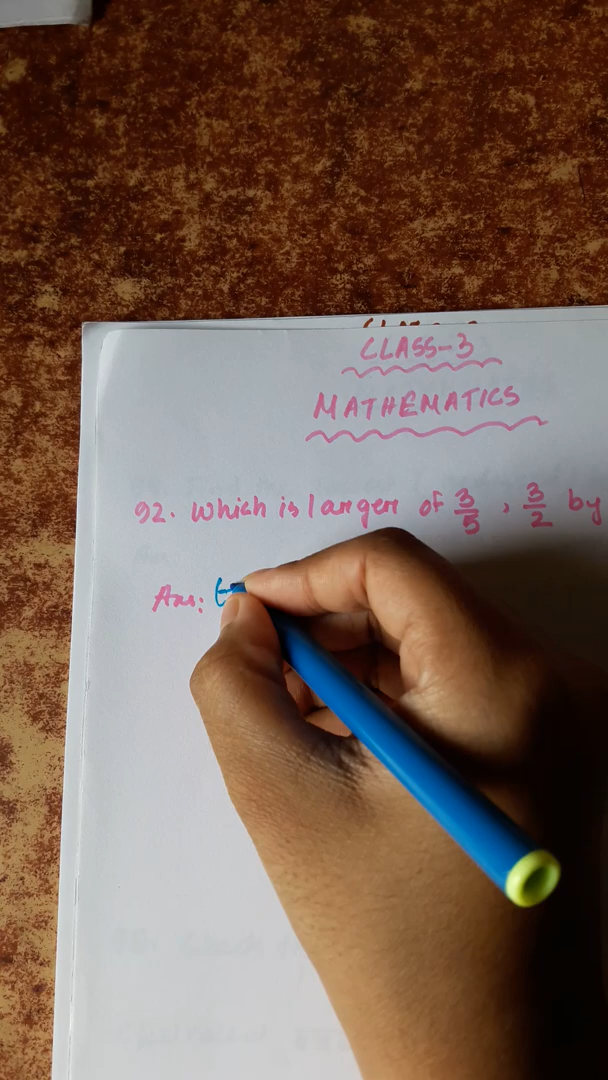 CLASS-3
MATHEMATICS
92. Which is larger of 3/5, 3/2 by
Ans: